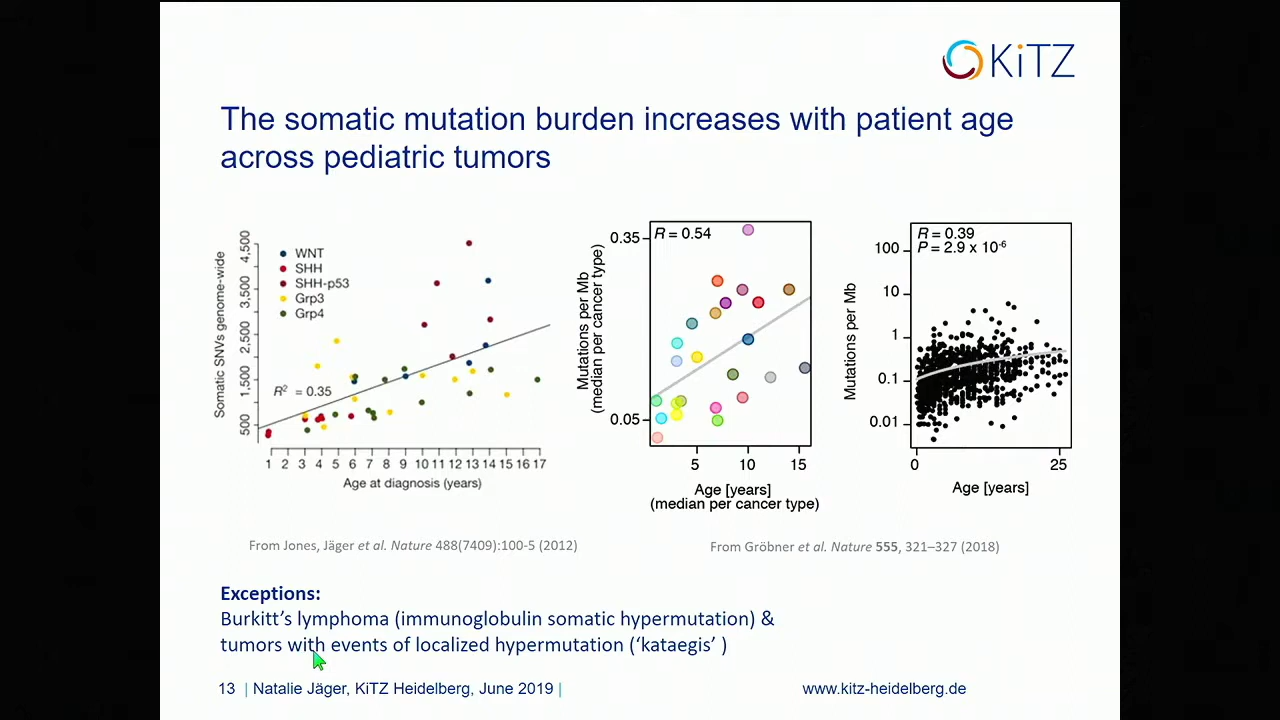 KiTZ
The somatic mutation burden increases with patient age
across pediatric tumors
Somatic SNVs genome-wide
4,500
3,500
2,500
1,500
500
WNT
SHH
SHH-p53
Grp3
Grp4
R² = 0.35
1 2 3 4 5 6 7 8 9 10 11 12 13 14 15 16 17
Age at diagnosis (years)
Mutations per Mb
(median per cancer type)
0.35
0.05
R = 0.54
5 10 15
Age [years]
(median per cancer type)
Mutations per Mb
100
10
1
0.1
0.01
R = 0.39
P = 2.9 x 10⁻⁶
0 25
Age [years]
From Jones, Jäger et al. Nature 488(7409):100-5 (2012)
From Gröbner et al. Nature 555, 321–327 (2018)
Exceptions:
Burkitt’s lymphoma (immunoglobulin somatic hypermutation) &
tumors with events of localized hypermutation (‘kataegis’ )
13 | Natalie Jäger, KiTZ Heidelberg, June 2019 |
www.kitz-heidelberg.de